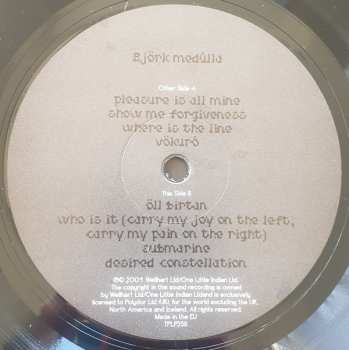 Björk medúlla
Other Side A
pleasure is all mine
show me forgiveness
where is the line
vökuró
This Side B
öll birtan
who is it (carry my joy on the left,
carry my pain on the right)
submarine
desired constellation
℗© 2004 Wellhart Ltd/One Little Indian Ltd.
The copyright in this sound recording is owned
by Wellhart Ltd/One Little Indian Ltd and is exclusively
licensed to Polydor Ltd (UK) for the world excluding the UK,
North America and Iceland. All rights reserved.
Made in the EU
TPLP358